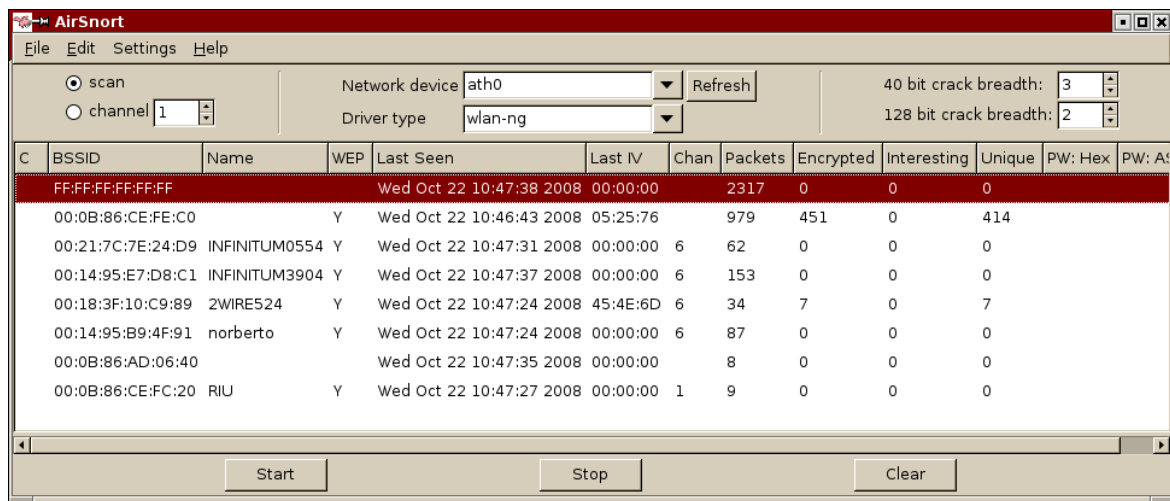 AirSnort
File Edit Settings Help
scan Network device ath0 Refresh 40 bit crack breadth: 3
channel 1 Driver type wlan-ng 128 bit crack breadth: 2
C BSSID Name WEP Last Seen Last IV Chan Packets Encrypted Interesting Unique PW: Hex PW: AS
FF:FF:FF:FF:FF:FF Wed Oct 22 10:47:38 2008 00:00:00 2317 0 0 0
00:0B:86:CE:FE:C0 Y Wed Oct 22 10:46:43 2008 05:25:76 979 451 0 414
00:21:7C:7E:24:D9 INFINITUM0554 Y Wed Oct 22 10:47:31 2008 00:00:00 6 62 0 0 0
00:14:95:E7:D8:C1 INFINITUM3904 Y Wed Oct 22 10:47:37 2008 00:00:00 6 153 0 0 0
00:18:3F:10:C9:89 2WIRE524 Y Wed Oct 22 10:47:24 2008 45:4E:6D 6 34 7 0 7
00:14:95:B9:4F:91 norberto Y Wed Oct 22 10:47:24 2008 00:00:00 6 87 0 0 0
00:0B:86:AD:06:40 Wed Oct 22 10:47:35 2008 00:00:00 8 0 0 0
00:0B:86:CE:FC:20 RIU Y Wed Oct 22 10:47:27 2008 00:00:00 1 9 0 0 0
Start Stop Clear